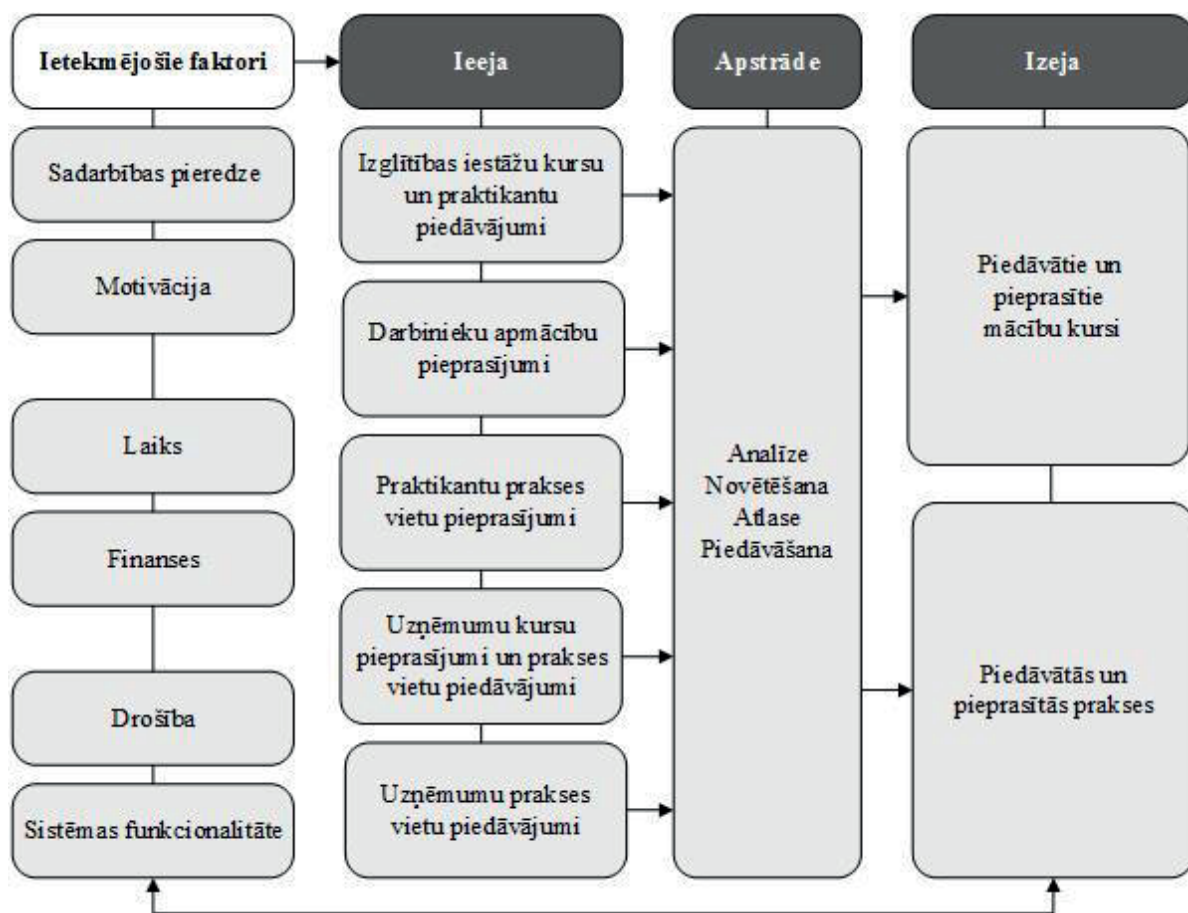 Ietekmējošie faktori
Ieeja
Apstrāde
Izeja
Sadarbības pieredze
Motivācija
Laiks
Finanses
Drošība
Sistēmas funkcionalitāte
Izglītības iestāžu kursu
un praktikantu
piedāvājumi
Darbinieku apmācību
pieprasījumi
Praktikantu prakses
vietu pieprasījumi
Uzņēmumu kursu
pieprasījumi un prakses
vietu piedāvājumi
Uzņēmumu prakses
vietu piedāvājumi
Analīze
Novētēšana
Atlase
Piedāvāšana
Piedāvātie un
pieprasītie
mācību kursi
Piedāvātās un
pieprasītās prakses